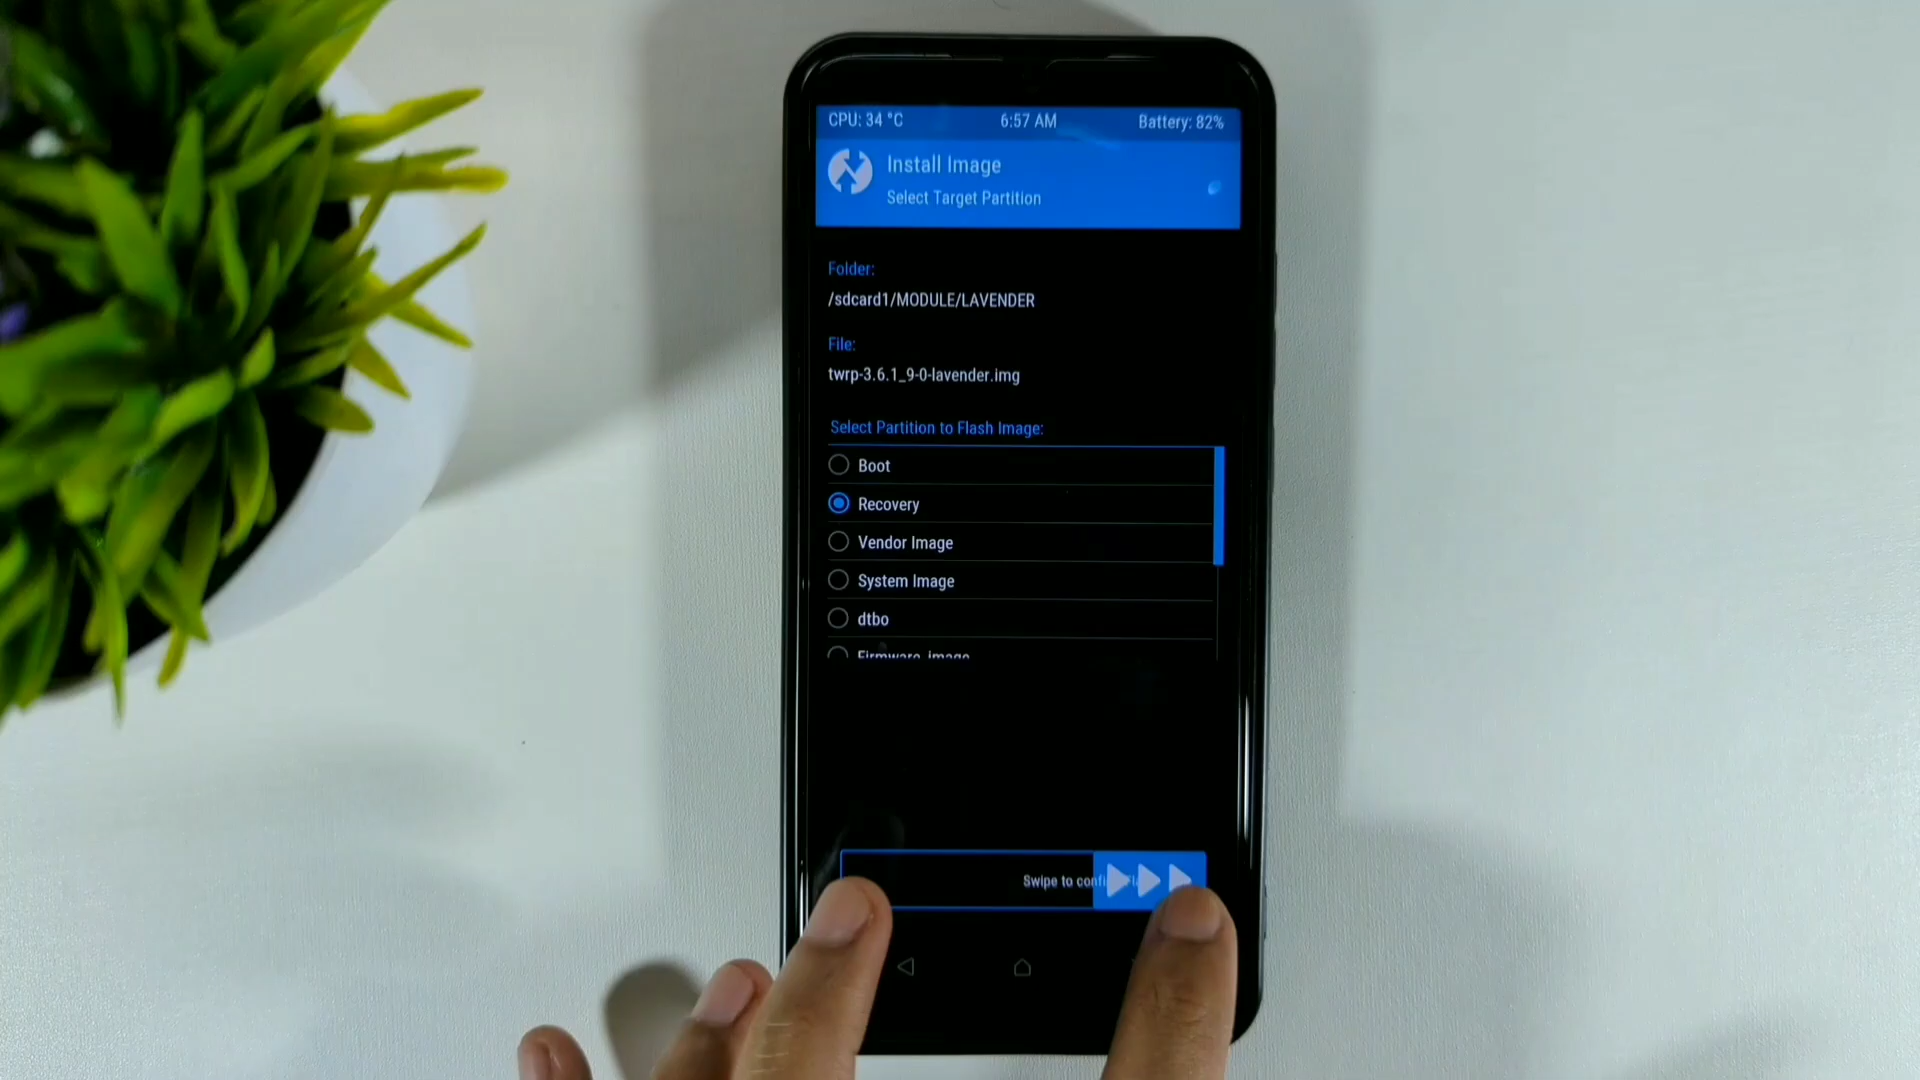 CPU: 34 °C 6:57 AM Battery: 82%
Install Image
Select Target Partition
Folder:
/sdcard1/MODULE/LAVENDER
File:
twrp-3.6.1_9-0-lavender.img
Select Partition to Flash Image:
Boot
Recovery
Vendor Image
System Image
dtbo
Firmware_image
Swipe to confi